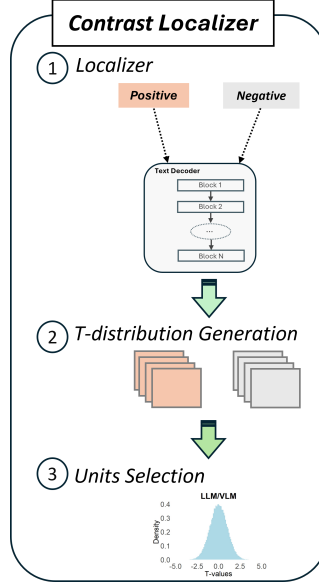 Contrast Localizer
1 Localizer
Positive Negative
Text Decoder
Block 1
Block 2
...
Block N
2 T-distribution Generation
3 Units Selection
LLM/VLM
Density
0.4
0.3
0.2
0.1
0.0
-5.0 -2.5 0.0 2.5 5.0
T-values